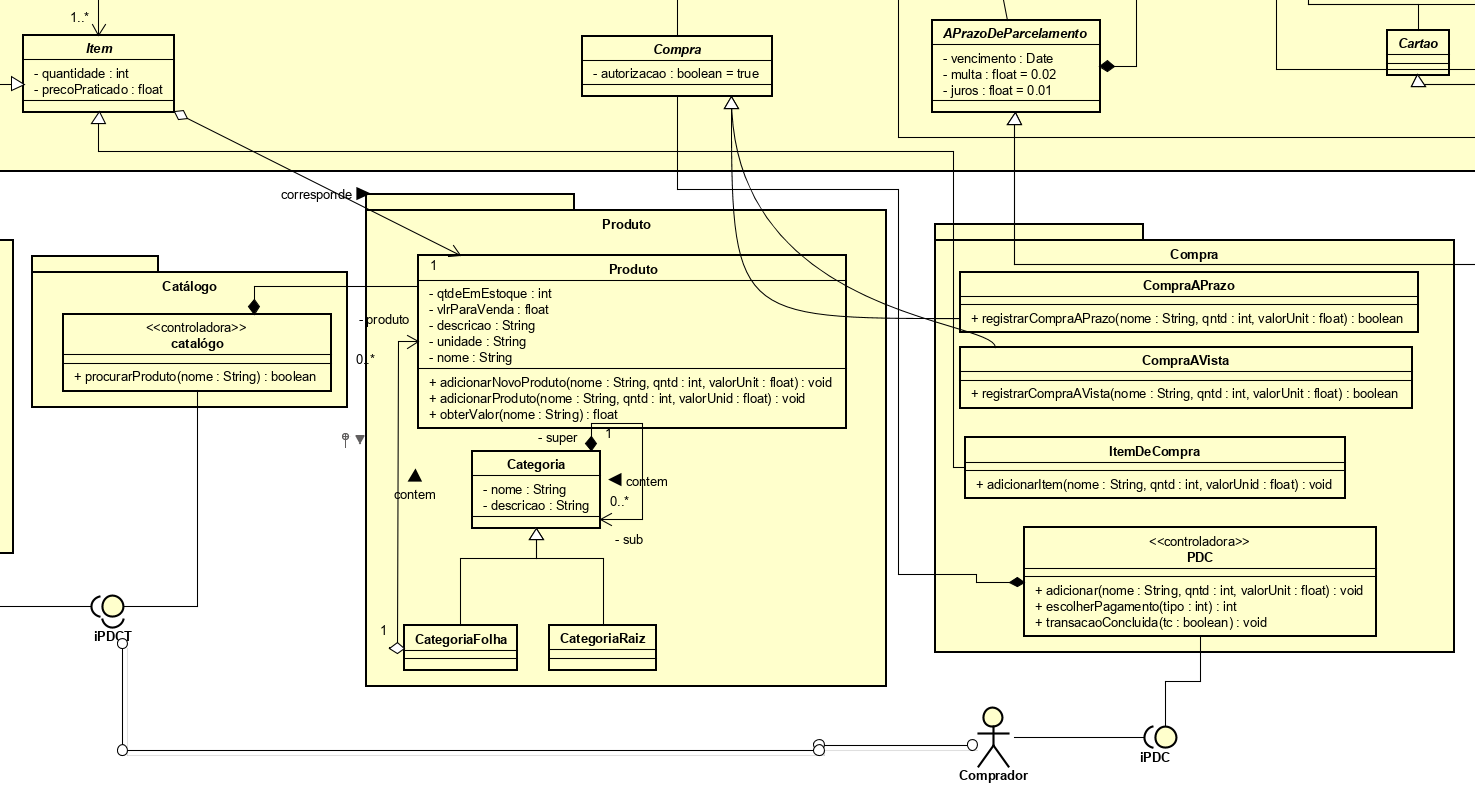 1..*
Item
- quantidade : int
- precoPraticado : float
Compra
- autorizacao : boolean = true
APrazoDeParcelamento
- vencimento : Date
- multa : float = 0.02
- juros : float = 0.01
Cartao
corresponde
Produto
1
Produto
- qtdeEmEstoque : int
- vlrParaVenda : float
- descricao : String
- unidade : String
- nome : String
+ adicionarNovoProduto(nome : String, qntd : int, valorUnit : float) : void
+ adicionarProduto(nome : String, qntd : int, valorUnid : float) : void
+ obterValor(nome : String) : float
Catálogo
<<controladora>>
catalógo
+ procurarProduto(nome : String) : boolean
- produto
0..*
- super
1
Categoria
- nome : String
- descricao : String
contem
0..*
- sub
contem
1
CategoriaFolha
CategoriaRaiz
Compra
CompraAPrazo
+ registrarCompraAPrazo(nome : String, qntd : int, valorUnit : float) : boolean
CompraAVista
+ registrarCompraAVista(nome : String, qntd : int, valorUnit : float) : boolean
ItemDeCompra
+ adicionarItem(nome : String, qntd : int, valorUnid : float) : void
<<controladora>>
PDC
+ adicionar(nome : String, qntd : int, valorUnit : float) : void
+ escolherPagamento(tipo : int) : int
+ transacaoConcluida(tc : boolean) : void
iPDCT
Comprador
iPDC